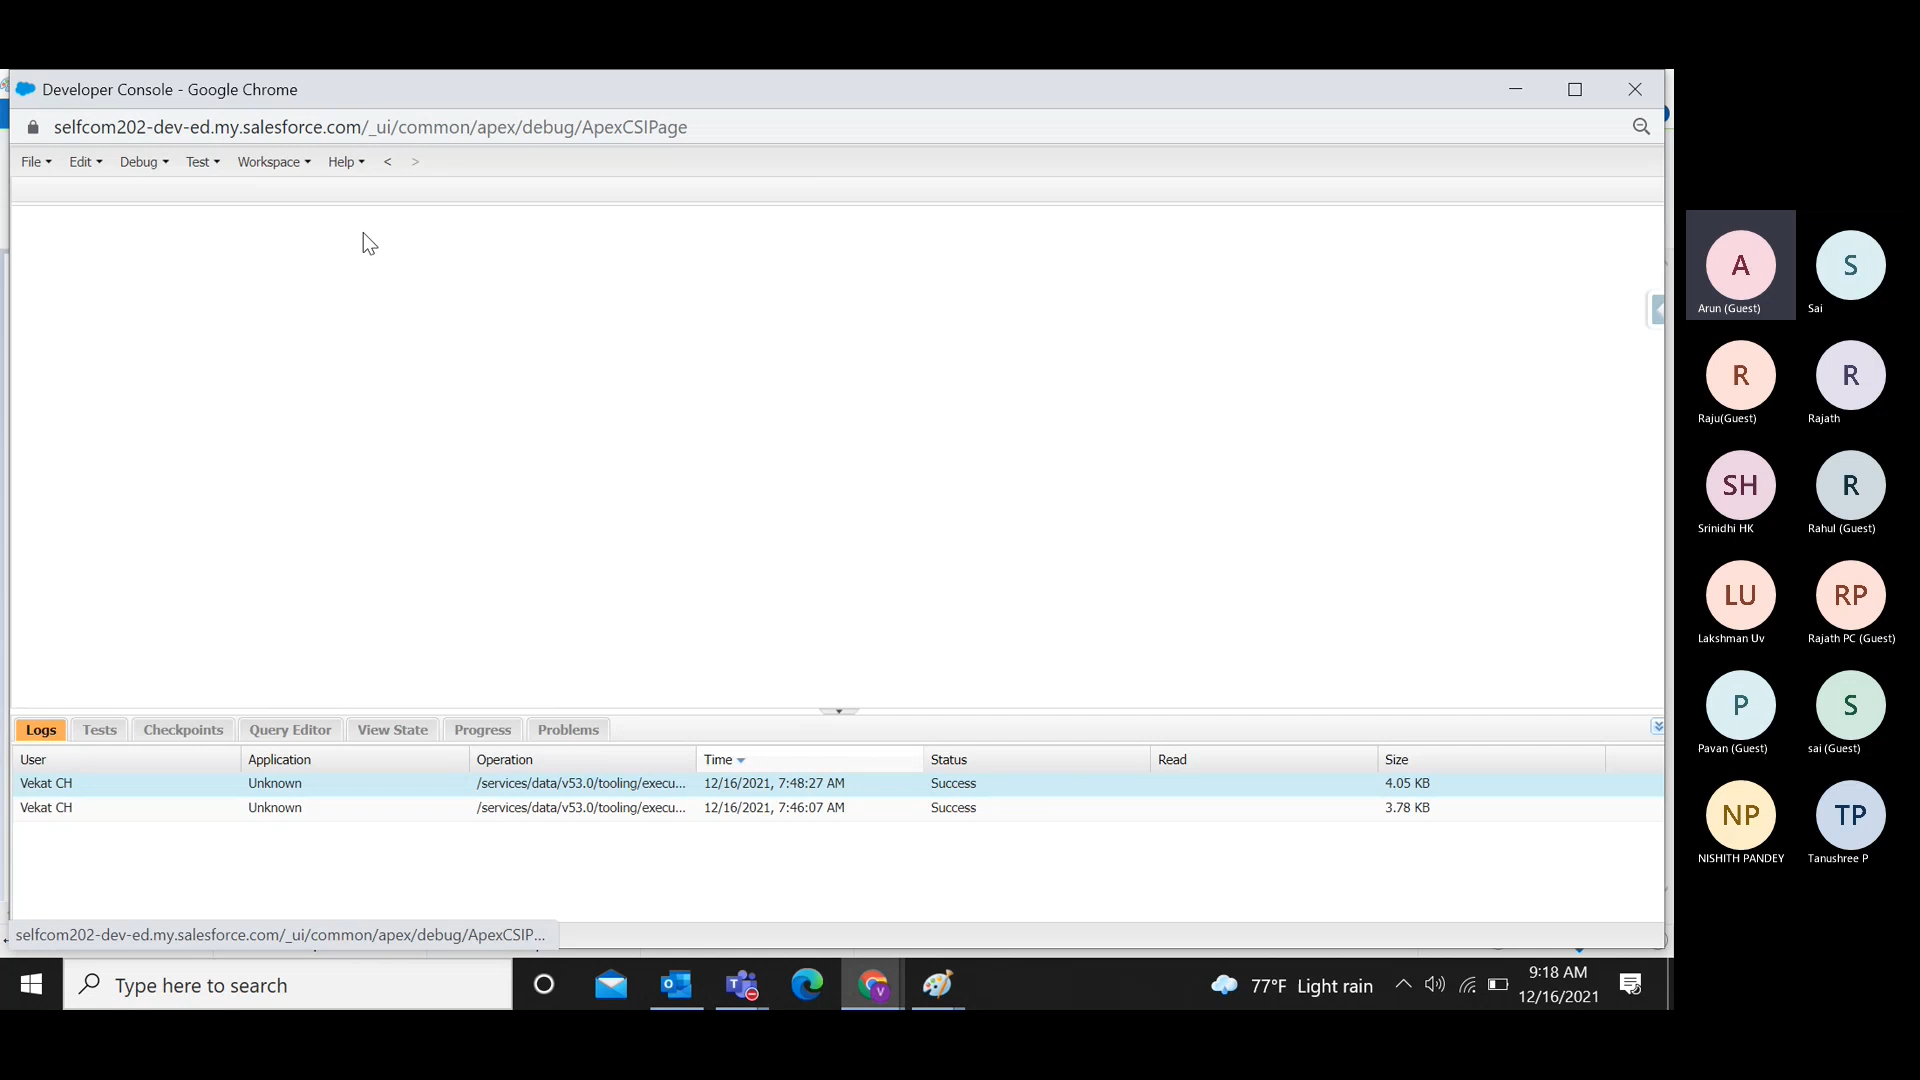 Developer Console - Google Chrome
selfcom202-dev-ed.my.salesforce.com/_ui/common/apex/debug/ApexCSIPage
File Edit Debug Test Workspace Help < >
Logs Tests Checkpoints Query Editor View State Progress Problems
User Application Operation Time Status Read Size
Vekat CH Unknown /services/data/v53.0/tooling/execu... 12/16/2021, 7:48:27 AM Success 4.05 KB
Vekat CH Unknown /services/data/v53.0/tooling/execu... 12/16/2021, 7:46:07 AM Success 3.78 KB
selfcom202-dev-ed.my.salesforce.com/_ui/common/apex/debug/ApexCSIP...
Type here to search
V
77°F Light rain
9:18 AM
12/16/2021
A S
Arun (Guest) Sai
R R
Raju(Guest) Rajath
SH R
Srinidhi HK Rahul (Guest)
LU RP
Lakshman Uv Rajath PC (Guest)
P S
Pavan (Guest) sai (Guest)
NP TP
NISHITH PANDEY Tanushree P